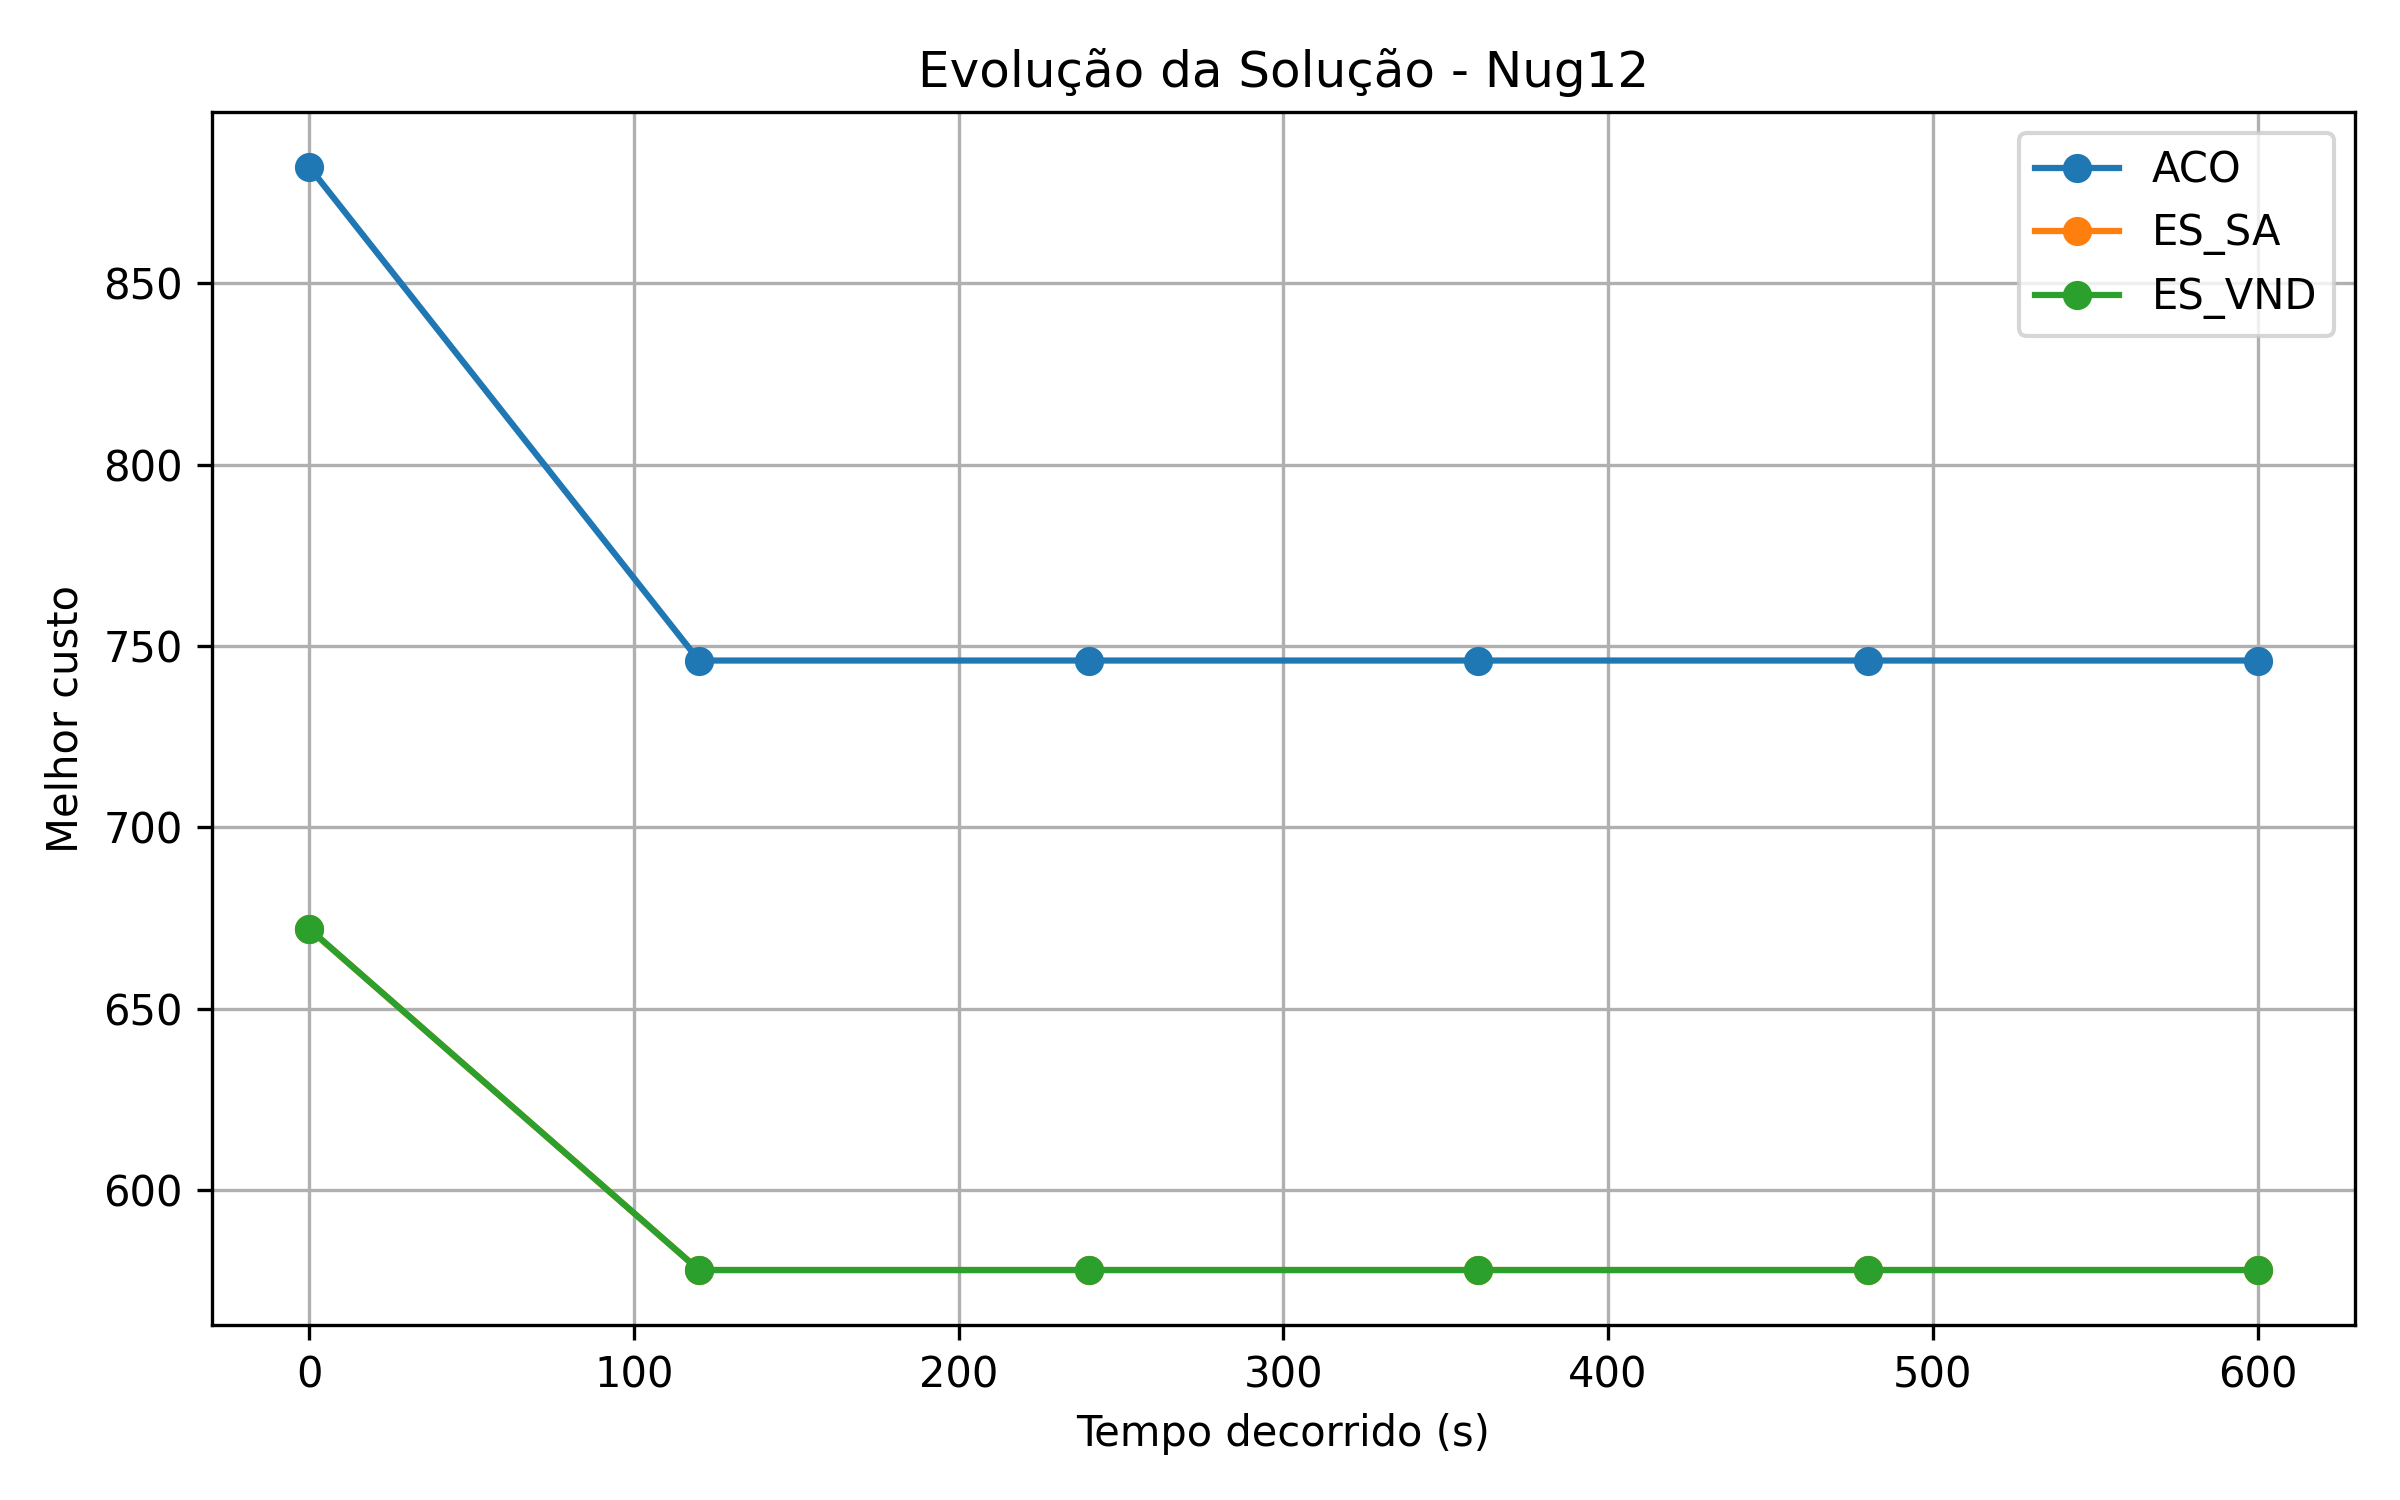 Evolução da Solução - Nug12
ACO
ES_SA
ES_VND
850
800
750
700
650
600
Melhor custo
0 100 200 300 400 500 600
Tempo decorrido (s)